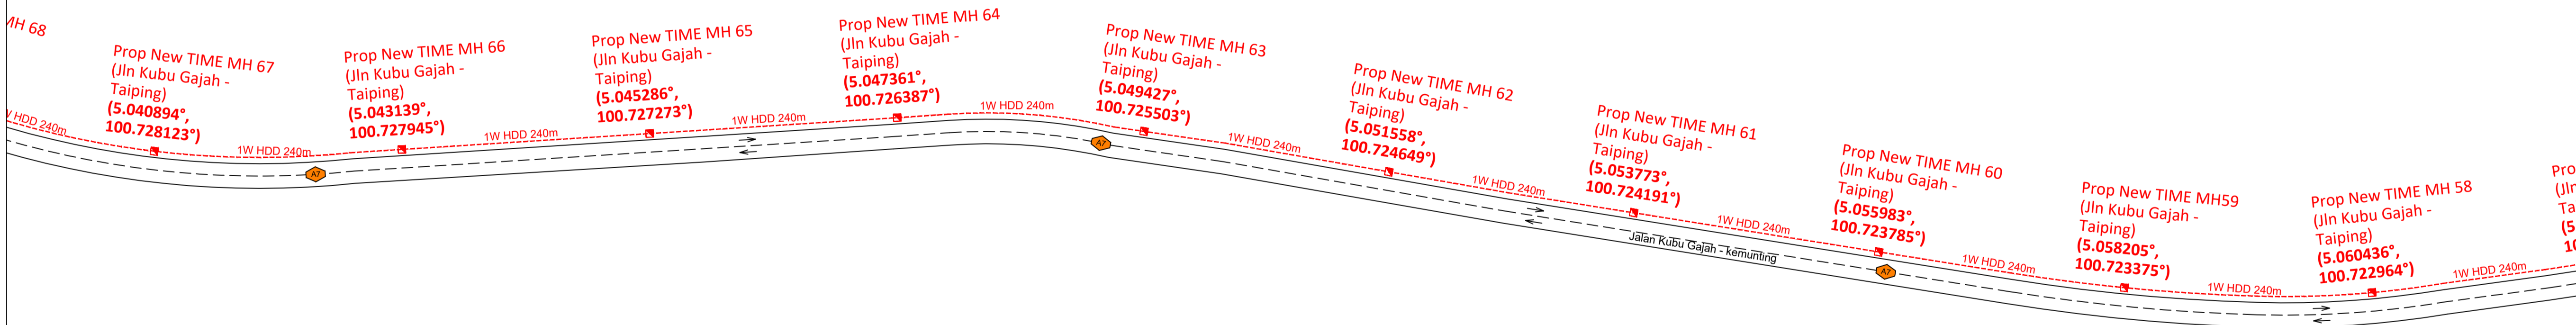 MH 68
HDD 240m
Prop New TIME MH 67
(Jln Kubu Gajah -
Taiping)
(5.040894°,
100.728123°)
1W HDD 240m
A7
Prop New TIME MH 66
(Jln Kubu Gajah -
Taiping)
(5.043139°,
100.727945°)
1W HDD 240m
Prop New TIME MH 65
(Jln Kubu Gajah -
Taiping)
(5.045286°,
100.727273°)
1W HDD 240m
Prop New TIME MH 64
(Jln Kubu Gajah -
Taiping)
(5.047361°,
100.726387°)
1W HDD 240m
A7
Prop New TIME MH 63
(Jln Kubu Gajah -
Taiping)
(5.049427°,
100.725503°)
1W HDD 240m
Prop New TIME MH 62
(Jln Kubu Gajah -
Taiping)
(5.051558°,
100.724649°)
1W HDD 240m
Prop New TIME MH 61
(Jln Kubu Gajah -
Taiping)
(5.053773°,
100.724191°)
1W HDD 240m
Jalan Kubu Gajah - kemunting
Prop New TIME MH 60
(Jln Kubu Gajah -
Taiping)
(5.055983°,
100.723785°)
A7
1W HDD 240m
Prop New TIME MH59
(Jln Kubu Gajah -
Taiping)
(5.058205°,
100.723375°)
1W HDD 240m
Prop New TIME MH 58
(Jln Kubu Gajah -
Taiping)
(5.060436°,
100.722964°)
1W HDD 240m